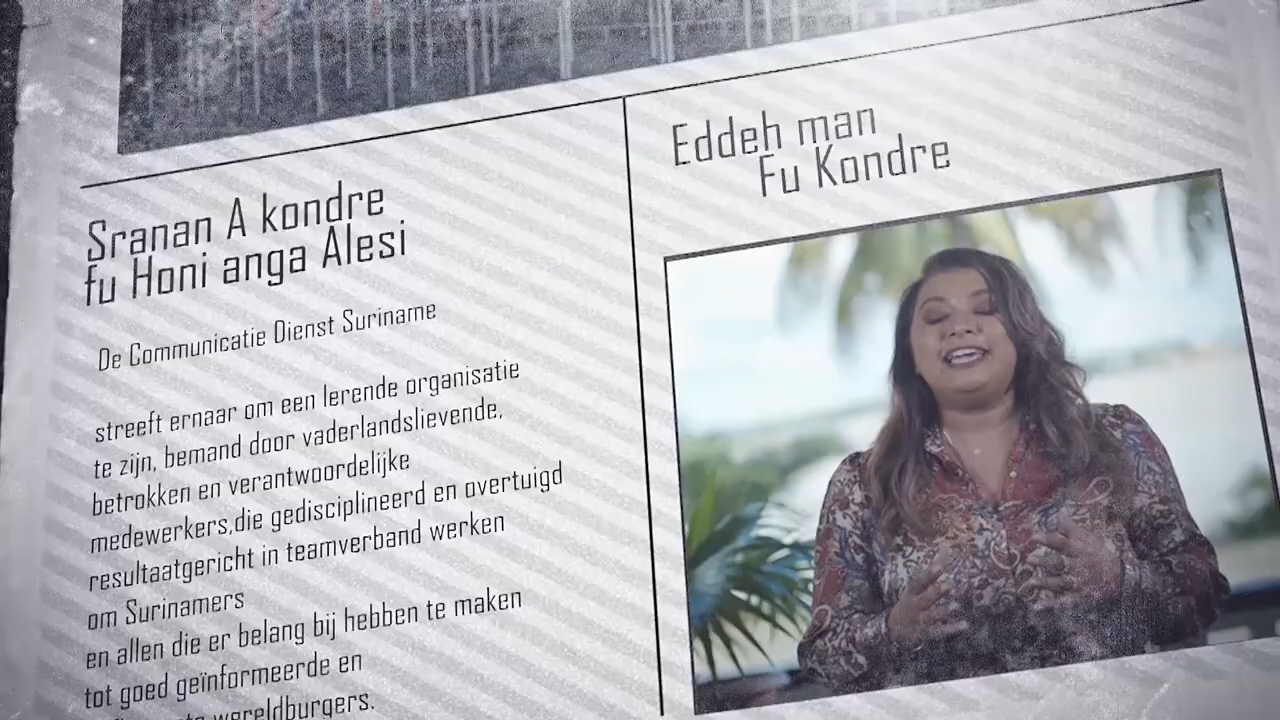 Sranan A kondre
fu Honi anga Alesi
De Communicatie Dienst Suriname
streeft ernaar om een lerende organisatie
te zijn, bemand door vaderlandslievende,
betrokken en verantwoordelijke
medewerkers,die gedisciplineerd en overtuigd
resultaatgericht in teamverband werken
om Surinamers
en allen die er belang bij hebben te maken
tot goed geïnformeerde en
wereldburgers.
Eddeh man
Fu Kondre